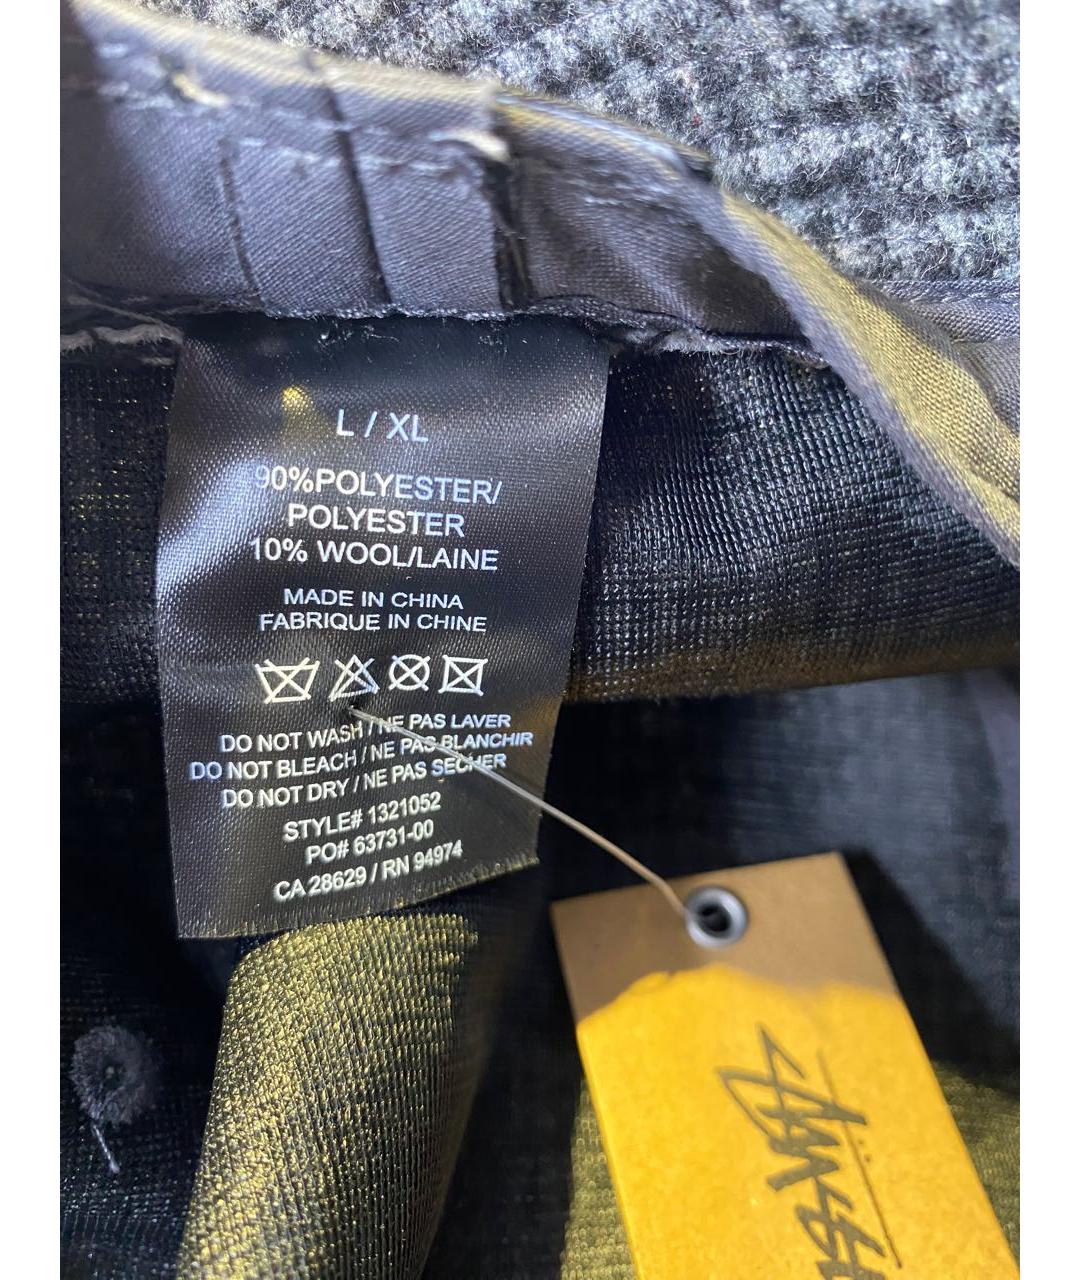 L / XL
90%POLYESTER/
POLYESTER
10% WOOL/LAINE
MADE IN CHINA
FABRIQUE IN CHINE
DO NOT WASH / NE PAS LAVER
DO NOT BLEACH / NE PAS BLANCHIR
DO NOT DRY / NE PAS SECHER
STYLE# 1321052
PO# 63731-00
CA 28629 / RN 94974